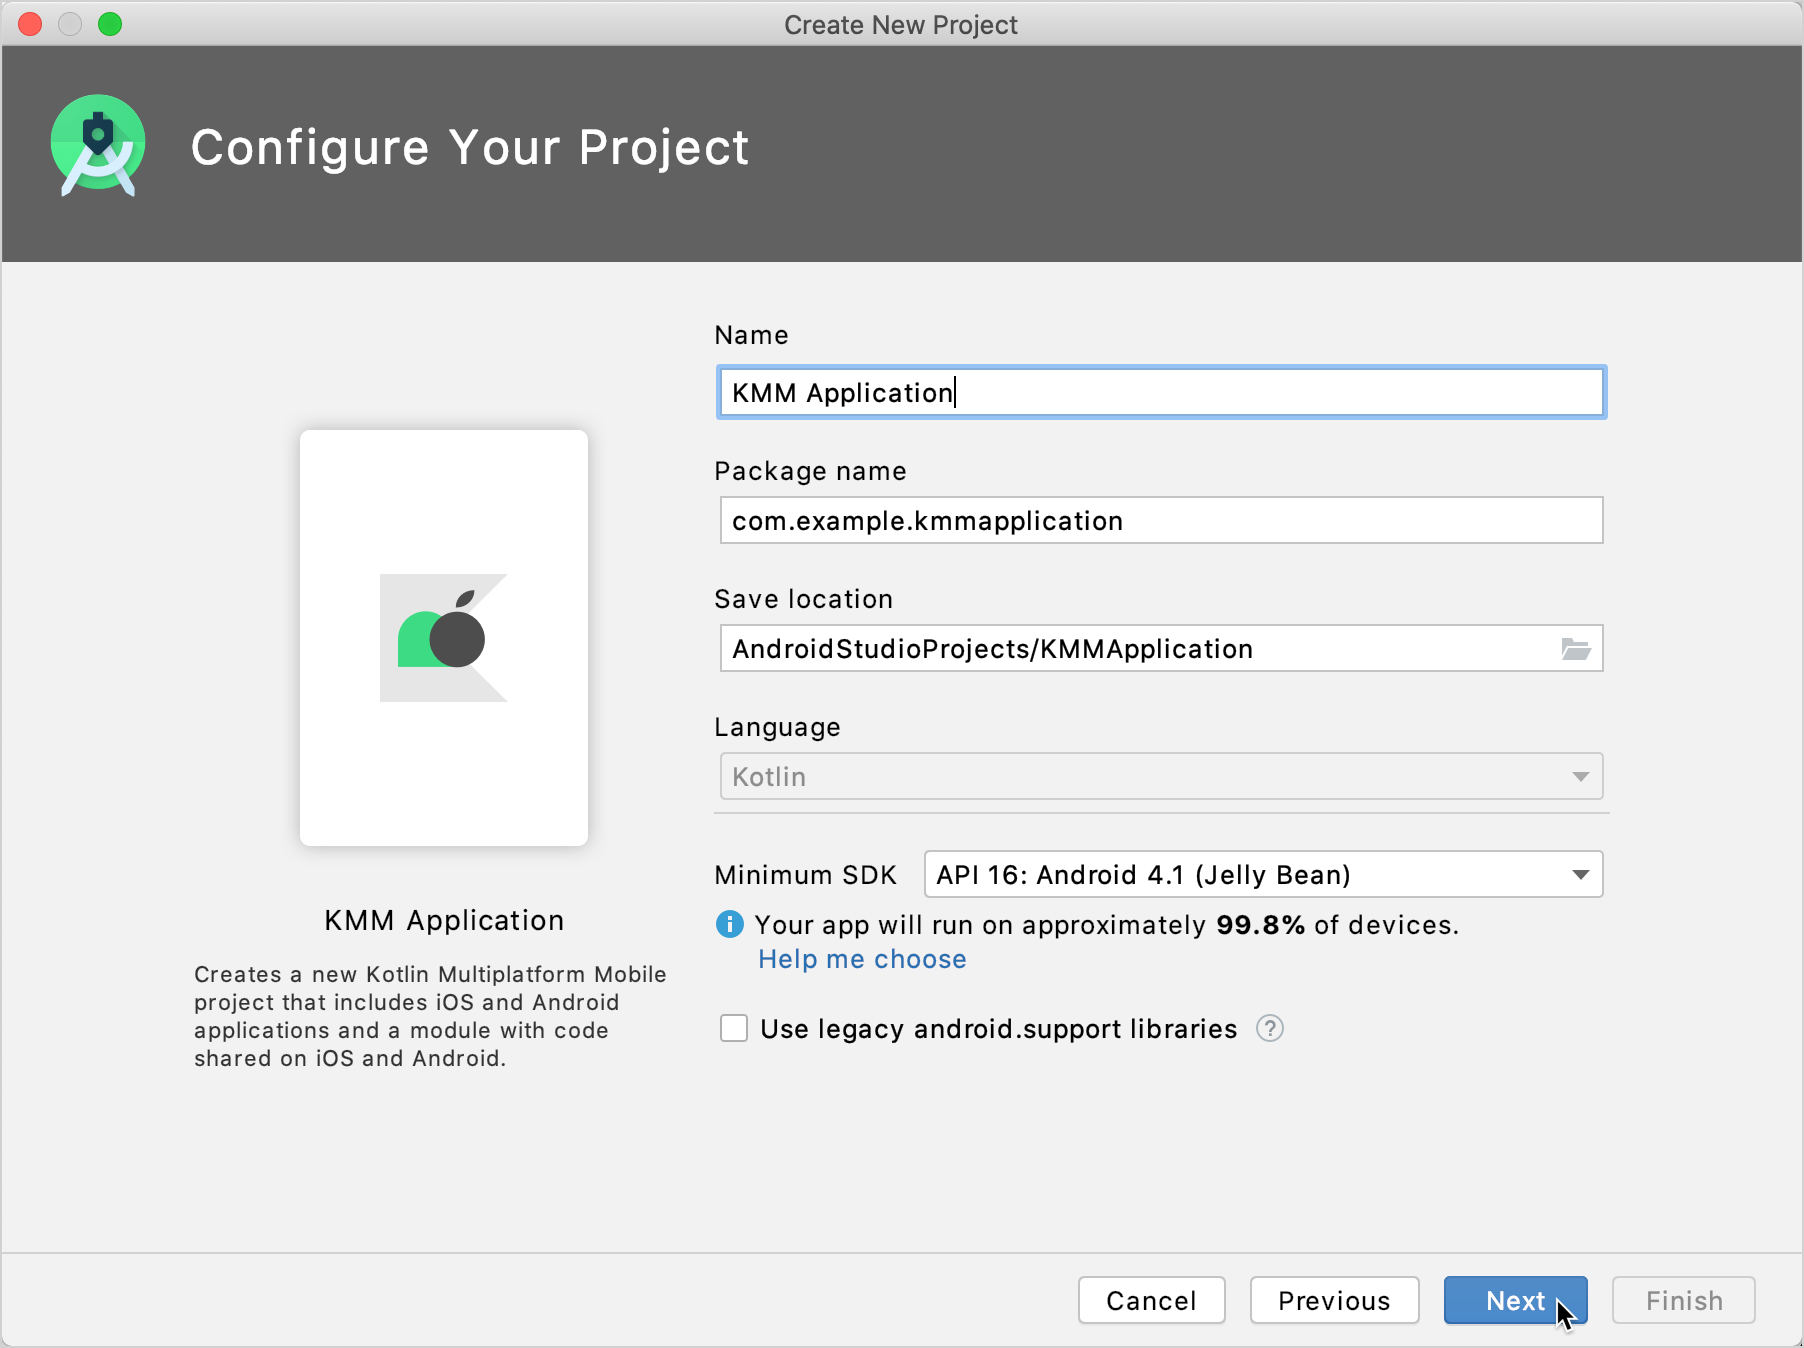 Create New Project
Configure Your Project
Name
KMM Application
Package name
com.example.kmmapplication
Save location
AndroidStudioProjects/KMMApplication
Language
Kotlin
Minimum SDK API 16: Android 4.1 (Jelly Bean)
Your app will run on approximately 99.8% of devices.
Help me choose
Use legacy android.support libraries ?
KMM Application
Creates a new Kotlin Multiplatform Mobile
project that includes iOS and Android
applications and a module with code
shared on iOS and Android.
Cancel Previous Next Finish